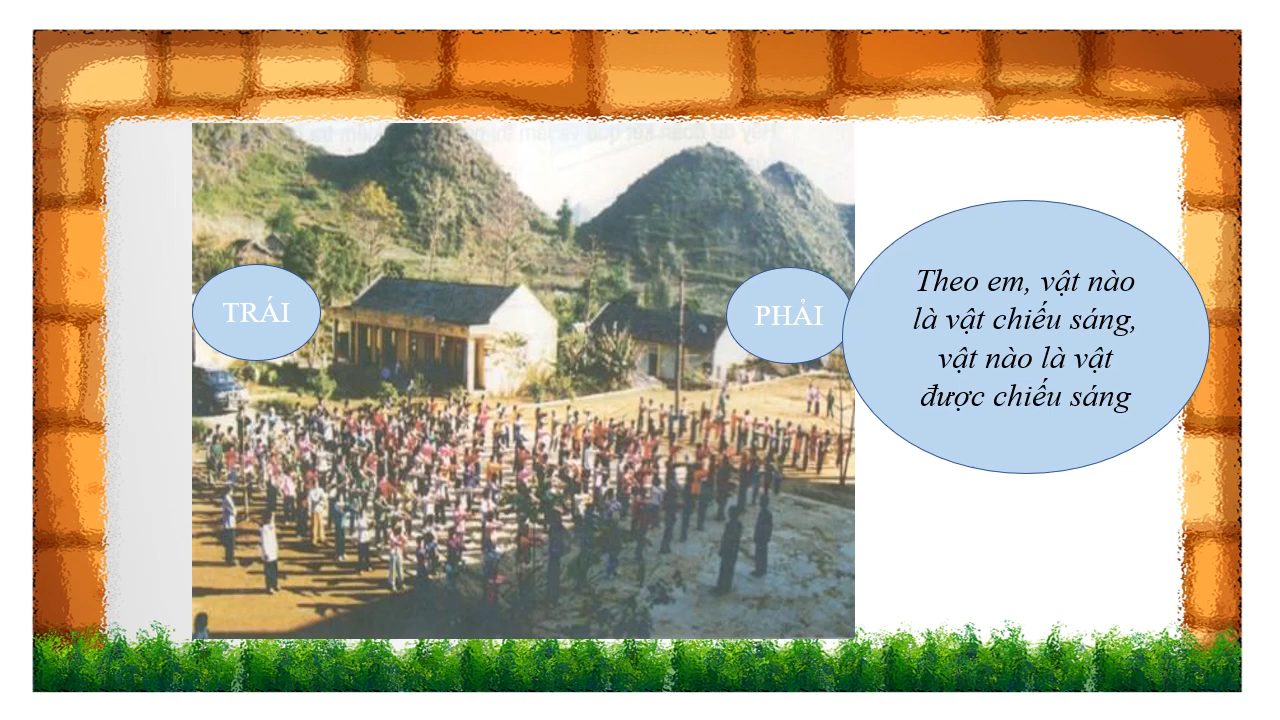 TRÁI
PHẢI
Theo em, vật nào
là vật chiếu sáng,
vật nào là vật
được chiếu sáng